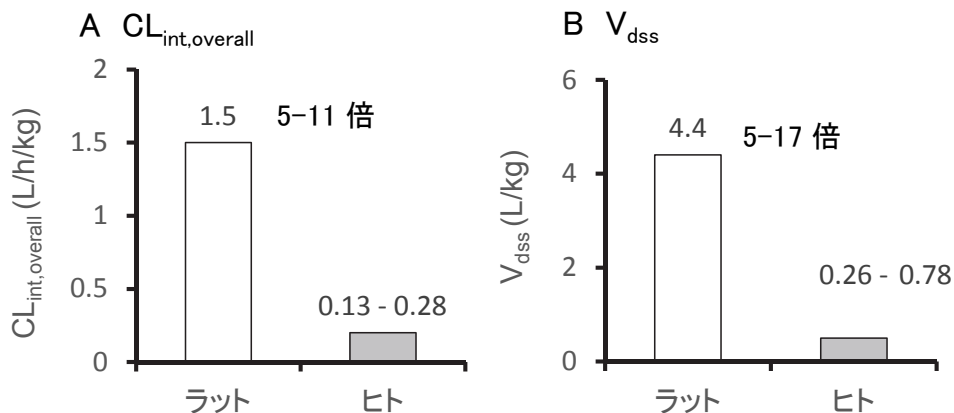 A CLint,overall
2
1.5
1
0.5
0
CLint,overall (L/h/kg)
1.5
5-11 倍
0.13 - 0.28
ラット
ヒト
B Vdss
6
4
2
0
Vdss (L/kg)
4.4
5-17 倍
0.26 - 0.78
ラット
ヒト